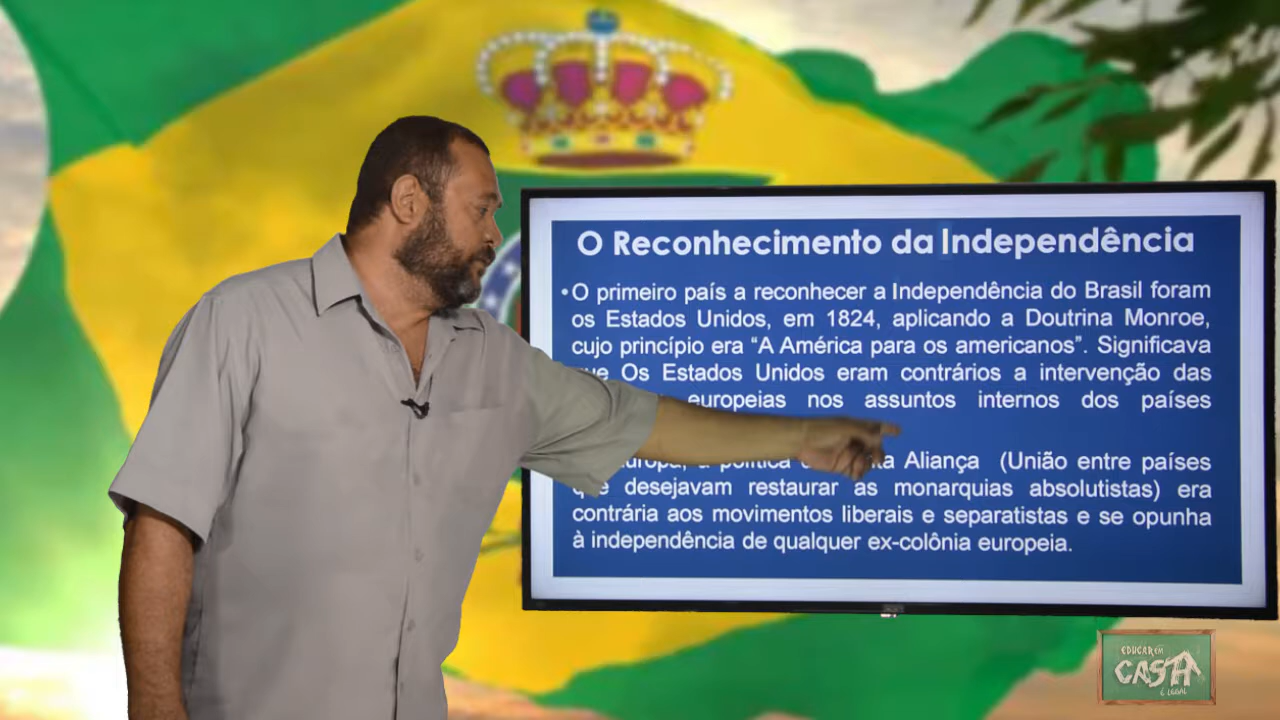 O Reconhecimento da Independência
•O primeiro país a reconhecer a Independência do Brasil foram
os Estados Unidos, em 1824, aplicando a Doutrina Monroe,
cujo princípio era “A América para os americanos”. Significava
Os Estados Unidos eram contrários a intervenção das
europeias nos assuntos internos dos países
política Aliança (União entre países
que desejavam restaurar as monarquias absolutistas) era
contrária aos movimentos liberais e separatistas e se opunha
à independência de qualquer ex-colônia europeia.
EDUCAR EM
CASA
É LEGAL